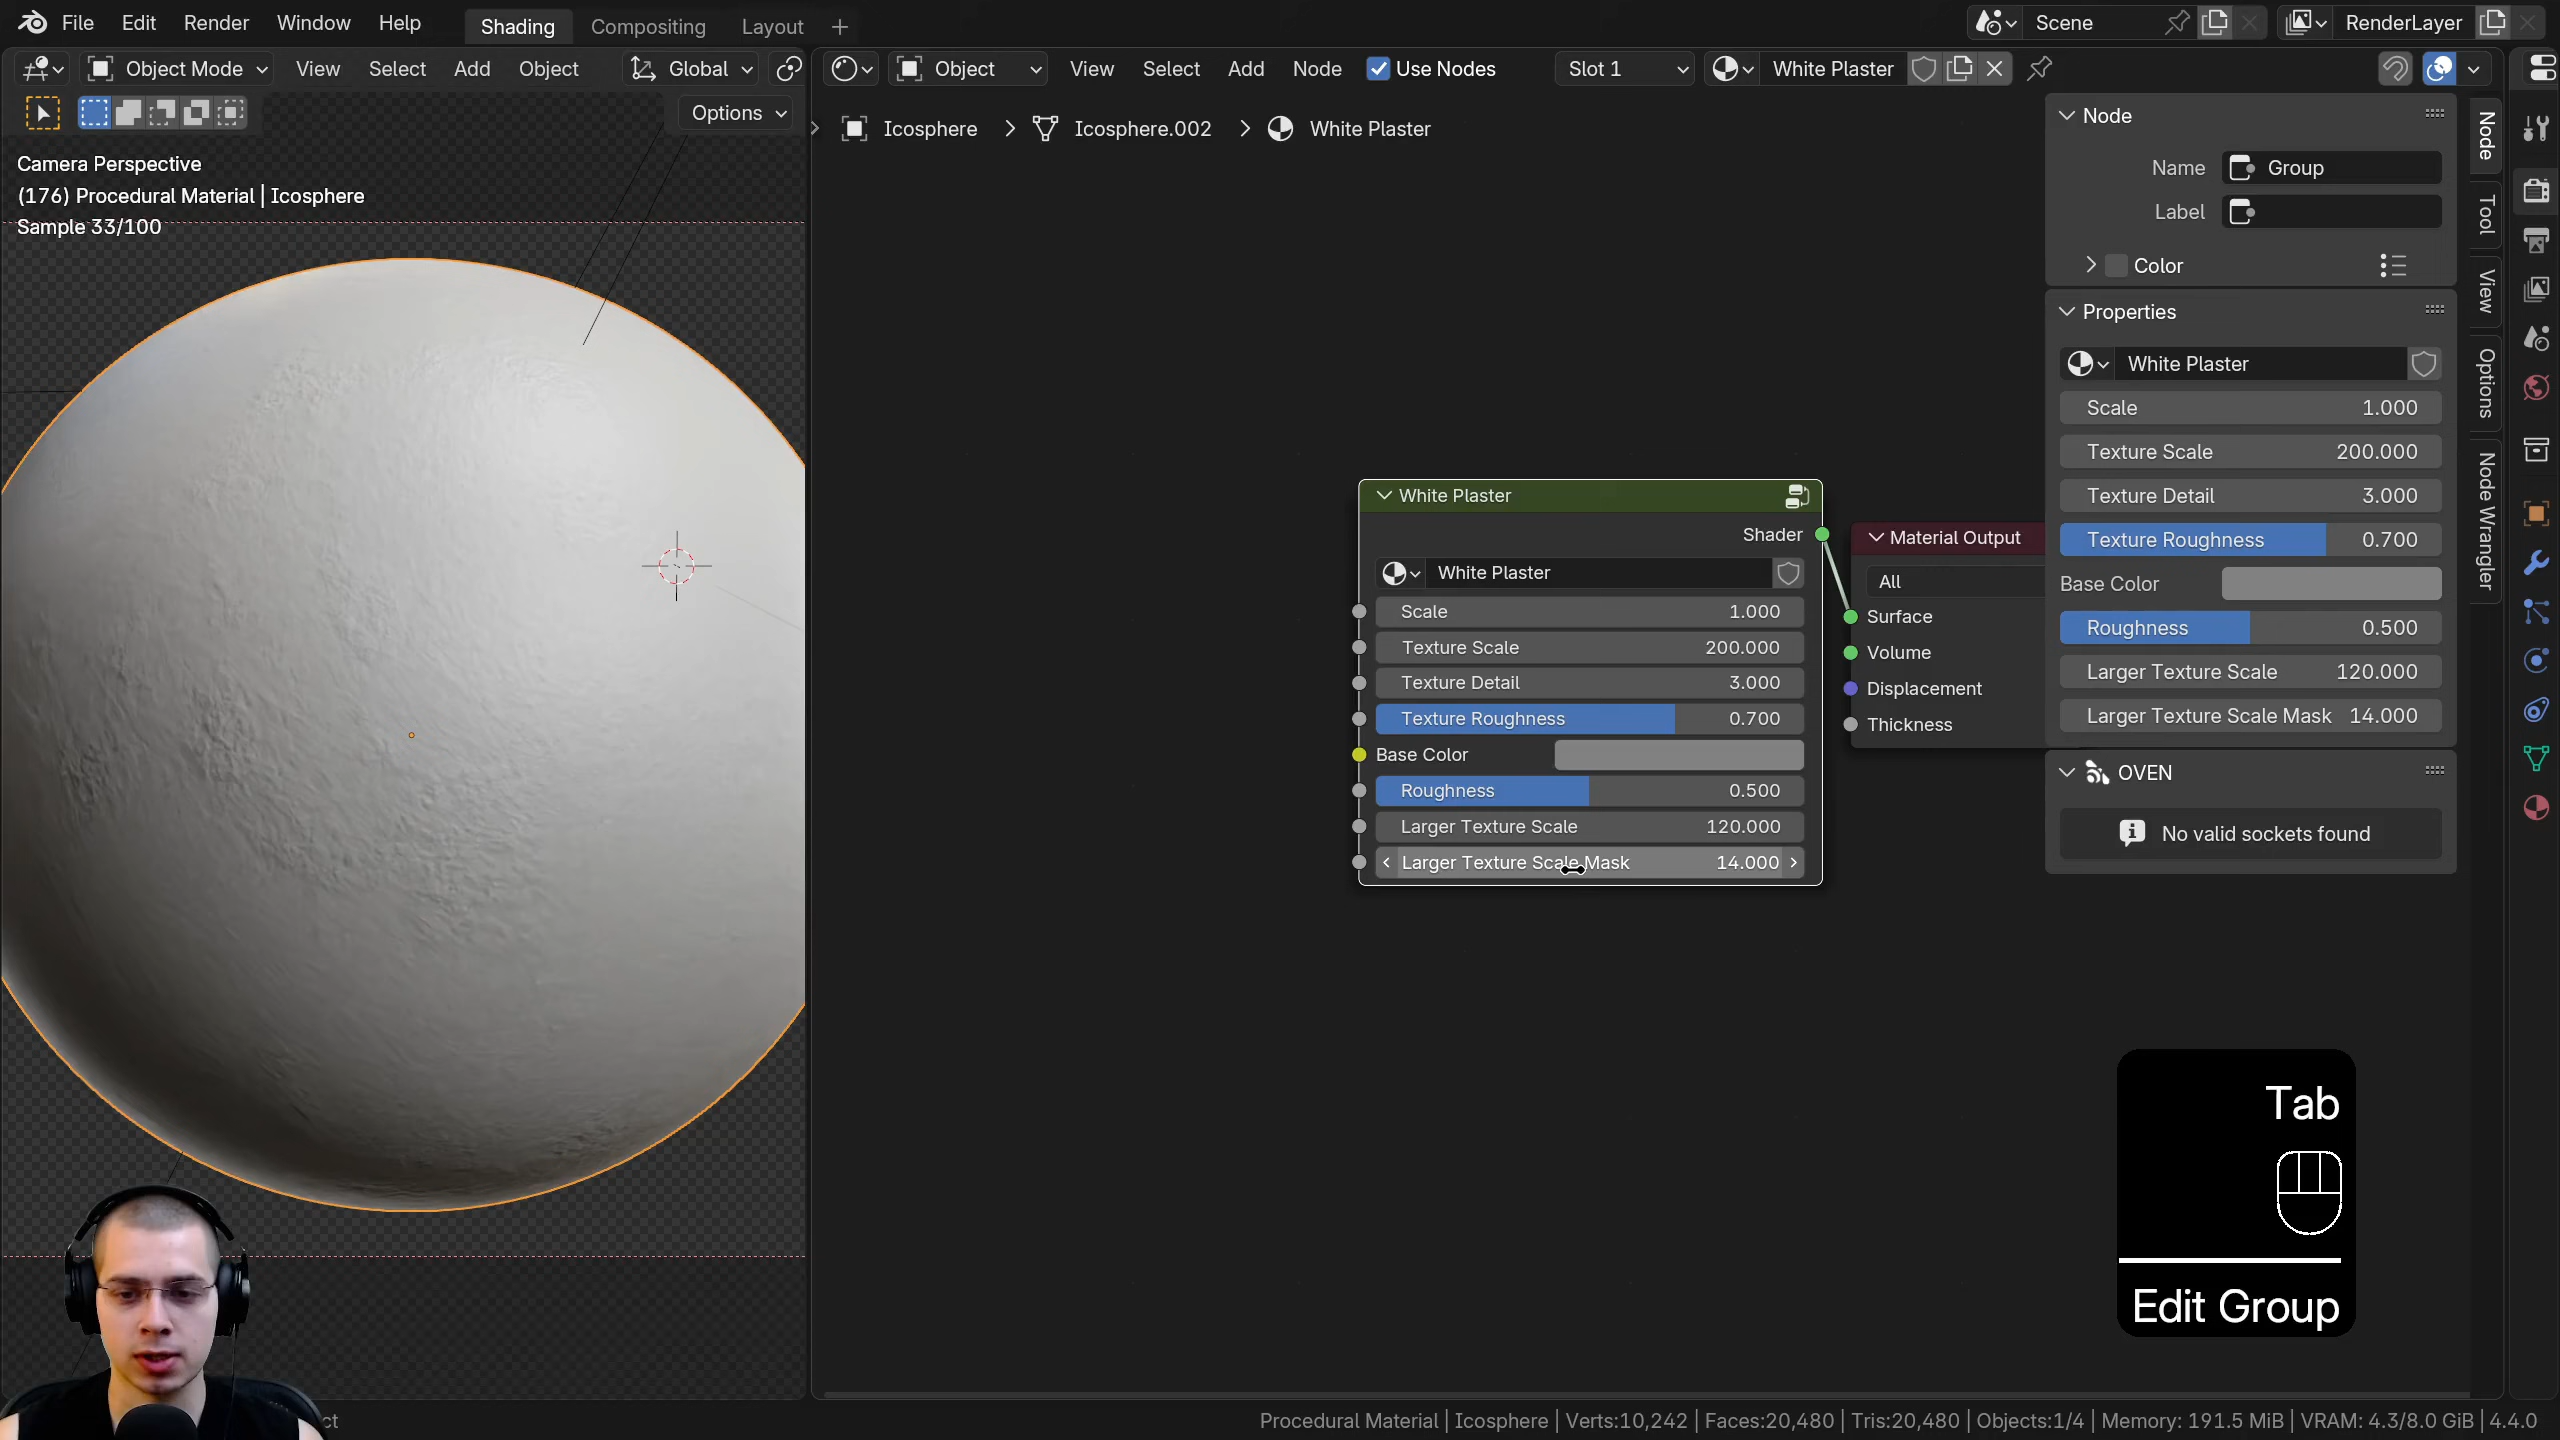 File Edit Render Window Help Shading Compositing Layout Scene RenderLayer
Object Mode View Select Add Object Global Object View Select Add Node Use Nodes Slot 1 White Plaster
Options
Icosphere Icosphere.002 White Plaster
Camera Perspective
(176) Procedural Material | Icosphere
Sample 33/100
White Plaster
Shader
White Plaster
Scale 1.000
Texture Scale 200.000
Texture Detail 3.000
Texture Roughness 0.700
Base Color
Roughness 0.500
Larger Texture Scale 120.000
Larger Texture Scale Mask 14.000
Material Output
All
Surface
Volume
Displacement
Thickness
Node
Name Group
Label
Color
Properties
White Plaster
Scale 1.000
Texture Scale 200.000
Texture Detail 3.000
Texture Roughness 0.700
Base Color
Roughness 0.500
Larger Texture Scale 120.000
Larger Texture Scale Mask 14.000
OVEN
No valid sockets found
Node
Tool
View
Options
Node Wrangler
Tab
Edit Group
ct
Procedural Material | Icosphere | Verts:10,242 | Faces:20,480 | Tris:20,480 | Objects:1/4 | Memory: 191.5 MiB | VRAM: 4.3/8.0 GiB | 4.4.0